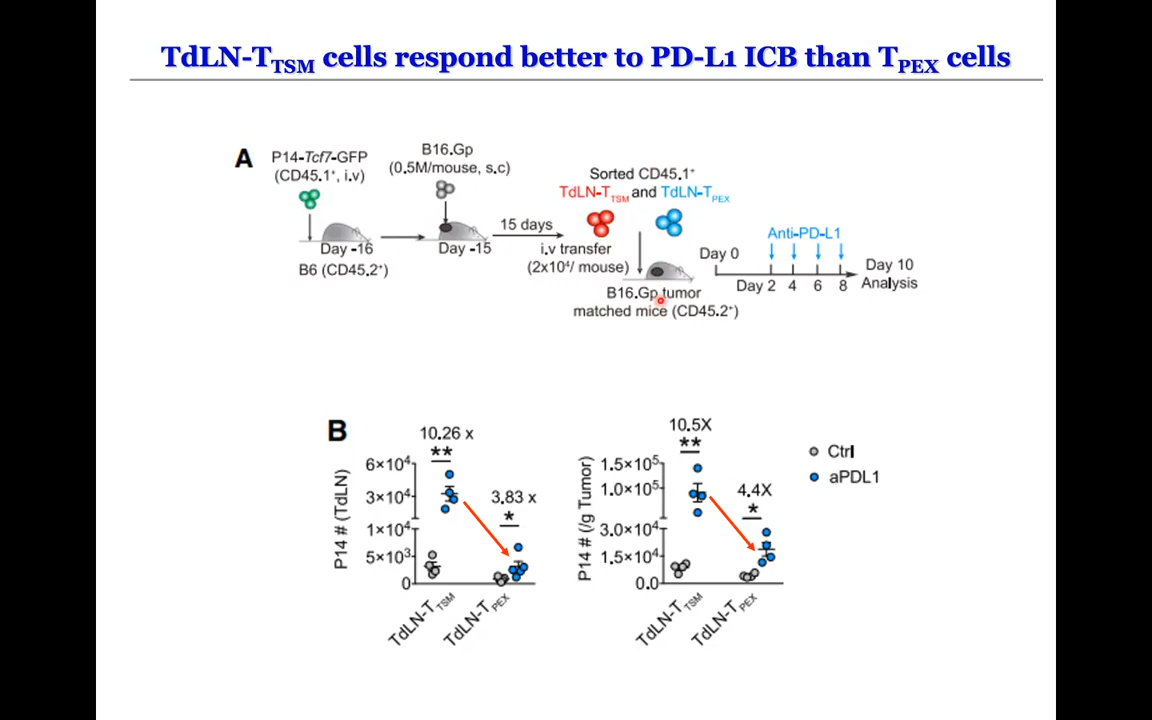 TdLN-TTSM cells respond better to PD-L1 ICB than TPEX cells
A
P14-Tcf7-GFP
(CD45.1+, i.v)
Day -16
B6 (CD45.2+)
B16.Gp
(0.5M/mouse, s.c)
Day -15
15 days
Sorted CD45.1+
TdLN-TTSM and TdLN-TPEX
i.v transfer
(2x10⁴/ mouse)
B16.Gp tumor
matched mice (CD45.2+)
Day 0
Anti-PD-L1
Day 2 4 6 8
Day 10
Analysis
B
P14 # (TdLN)
10.26 x
**
3.83 x
*
6×10⁴
3×10⁴
1×10⁴
5×10³
0
TdLN-TTSM
TdLN-TPEX
P14 # (/g Tumor)
10.5X
**
4.4X
*
1.5×10⁵
1.0×10⁵
3.0×10⁴
1.5×10⁴
0.0
TdLN-TTSM
TdLN-TPEX
Ctrl
aPDL1